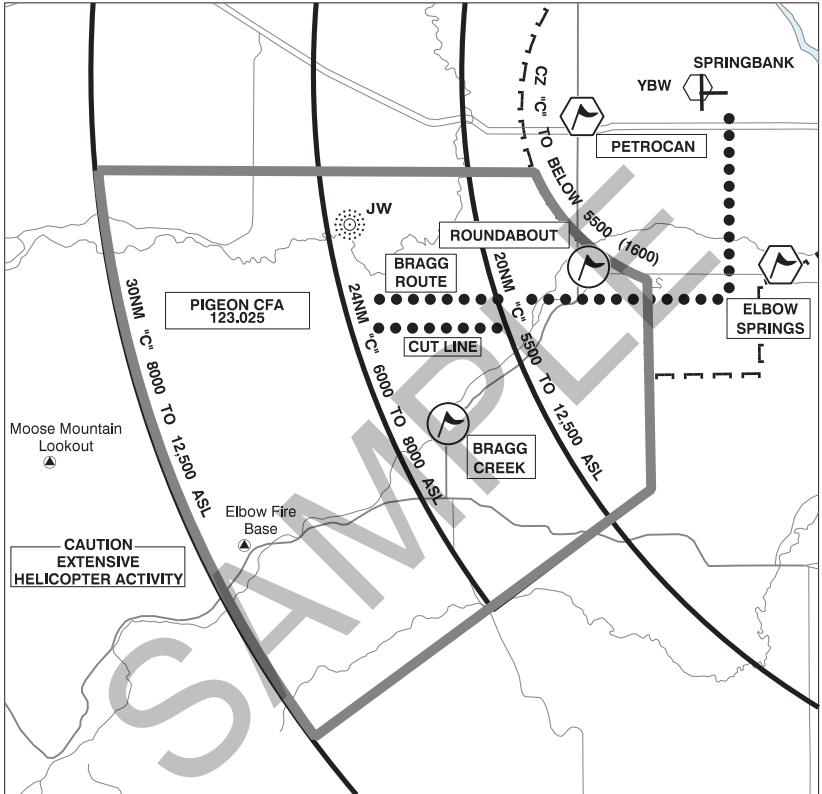 SPRINGBANK
YBW
CZ "C" TO BELOW 5500 (1600)
PETROCAN
JW
ROUNDABOUT
BRAGG
ROUTE
PIGEON CFA
123.025
ELBOW
SPRINGS
CUT LINE
30NM "C" 8000 TO 12,500 ASL
24NM "C" 6000 TO 8000 ASL
20NM "C" 5500 TO 12,500 ASL
BRAGG
CREEK
Moose Mountain
Lookout
Elbow Fire
Base
CAUTION
EXTENSIVE
HELICOPTER ACTIVITY
SAMPLE